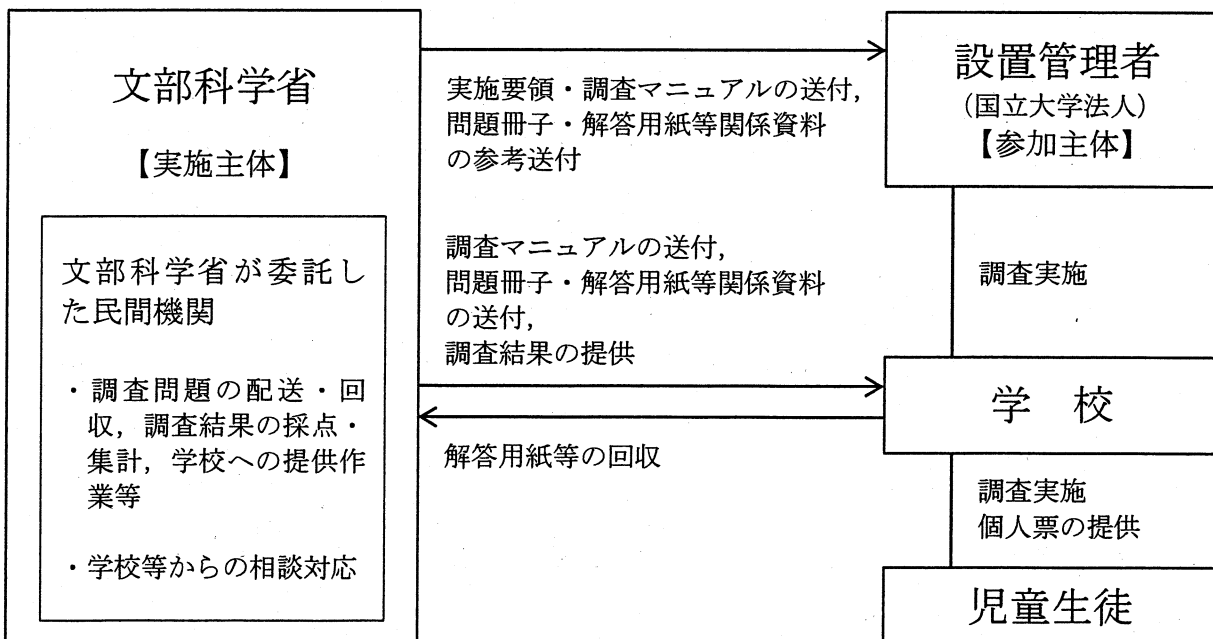 文部科学省
【実施主体】
文部科学省が委託し
た民間機関
・調査問題の配送・回
収，調査結果の採点・
集計，学校への提供作
業等
・学校等からの相談対応
実施要領・調査マニュアルの送付，
問題冊子・解答用紙等関係資料
の参考送付
調査マニュアルの送付，
問題冊子・解答用紙等関係資料
の送付，
調査結果の提供
解答用紙等の回収
設置管理者
（国立大学法人）
【参加主体】
調査実施
学　校
調査実施
個人票の提供
児童生徒